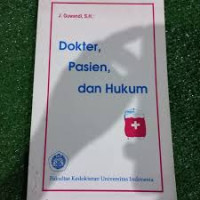 J. Guwandi, S.H.
Dokter,
Pasien,
dan Hukum
Fakultas Kedokteran Universitas Indonesia